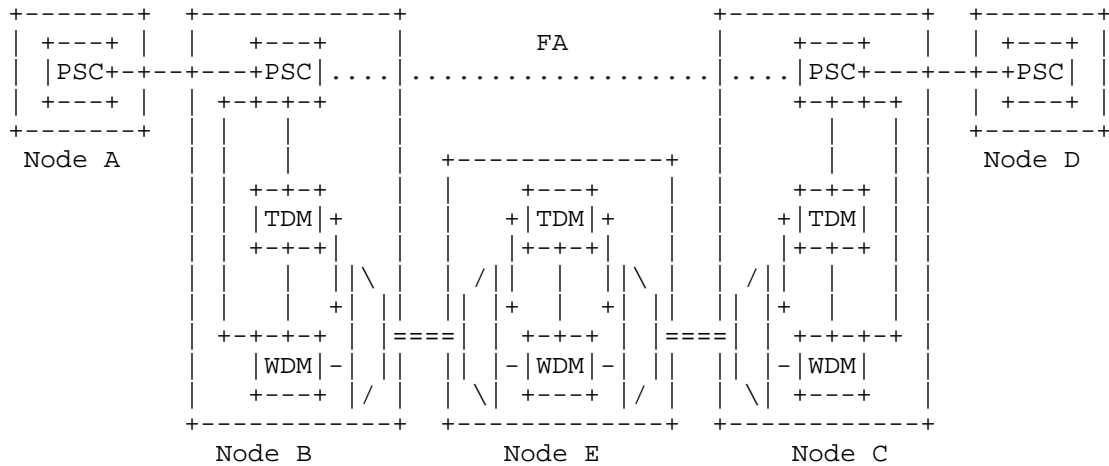 FA
PSC PSC PSC PSC
Node A Node D
TDM TDM TDM
WDM WDM WDM
Node B Node E Node C